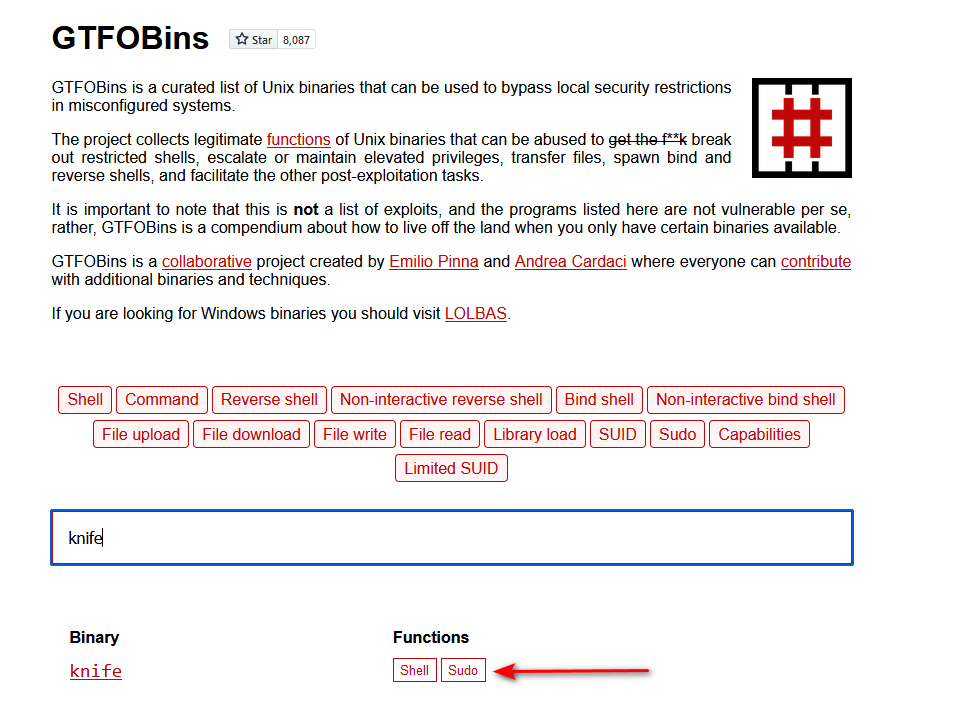 GTFOBins Star 8,087
GTFOBins is a curated list of Unix binaries that can be used to bypass local security restrictions
in misconfigured systems.
The project collects legitimate functions of Unix binaries that can be abused to get the f**k break
out restricted shells, escalate or maintain elevated privileges, transfer files, spawn bind and
reverse shells, and facilitate the other post-exploitation tasks.
It is important to note that this is not a list of exploits, and the programs listed here are not vulnerable per se,
rather, GTFOBins is a compendium about how to live off the land when you only have certain binaries available.
GTFOBins is a collaborative project created by Emilio Pinna and Andrea Cardaci where everyone can contribute
with additional binaries and techniques.
If you are looking for Windows binaries you should visit LOLBAS.
Shell Command Reverse shell Non-interactive reverse shell Bind shell Non-interactive bind shell
File upload File download File write File read Library load SUID Sudo Capabilities
Limited SUID
knife
Binary Functions
knife Shell Sudo